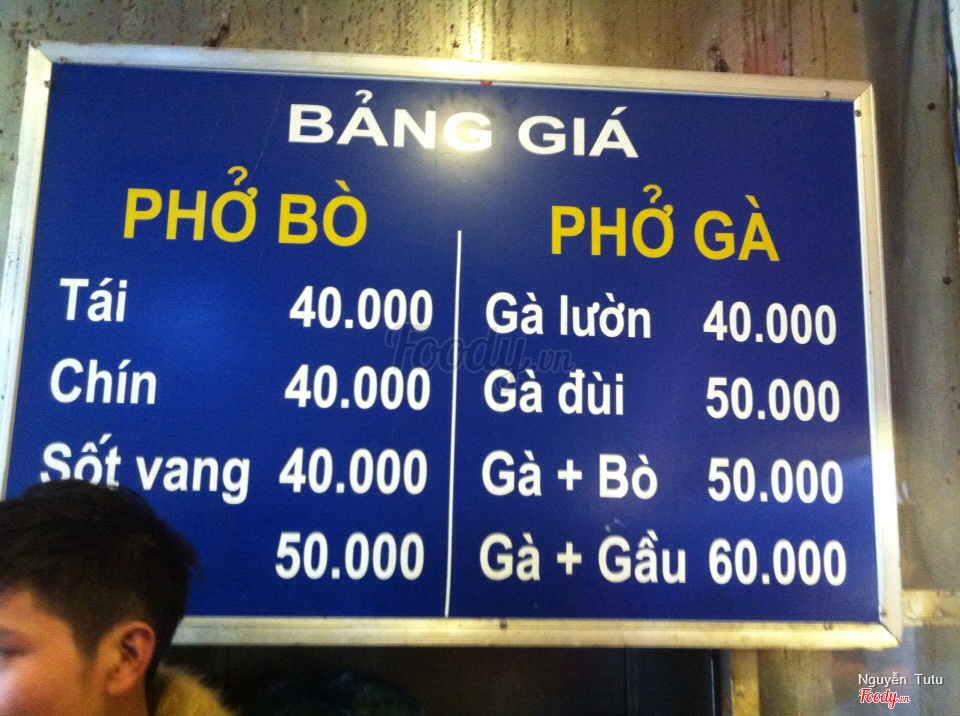 BẢNG GIÁ
PHỞ BÒ
Tái 40.000
Chín 40.000
Sốt vang 40.000
50.000
PHỞ GÀ
Gà lườn 40.000
Gà đùi 50.000
Gà + Bò 50.000
Gà + Gầu 60.000
Foody.vn
Nguyễn Tutu
Foody.vn